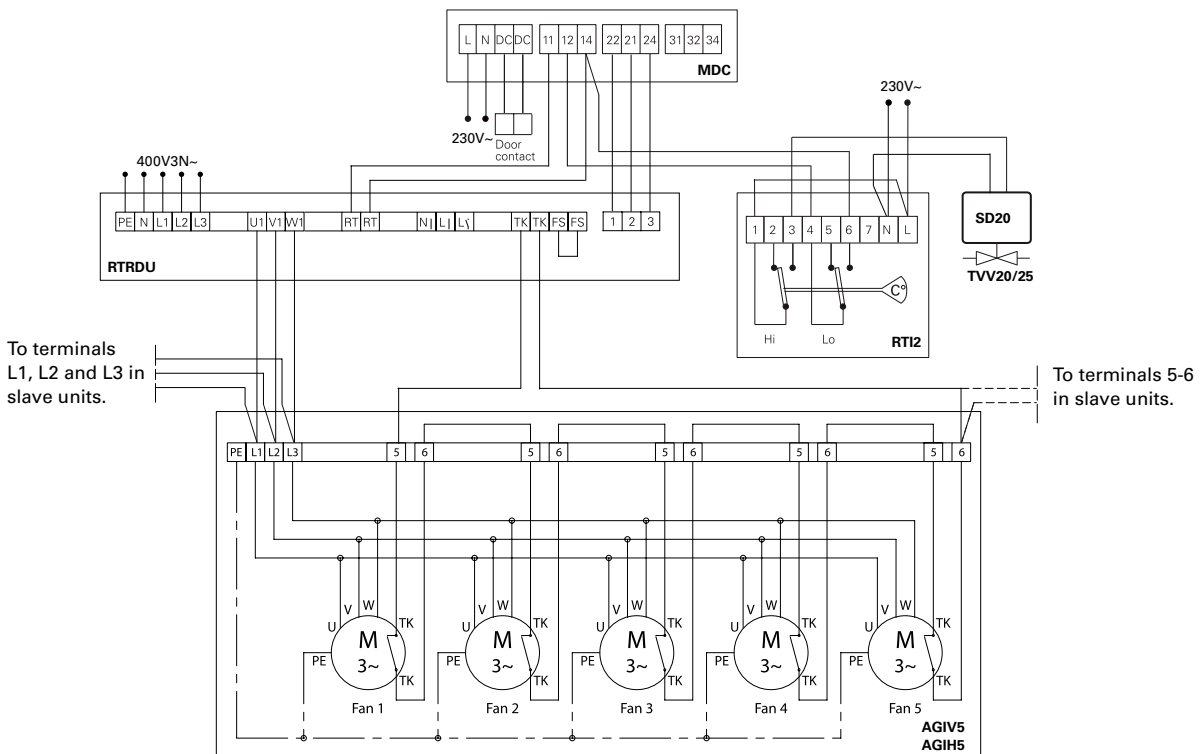 L N DC DC 11 12 14 22 21 24 31 32 34
MDC
230V~
Door
contact
230V~
400V3N~
PE N L1 L2 L3 U1 V1 W1 RT RT N| L| L TK TK FS FS 1 2 3
RTRDU
1 2 3 4 5 6 7 N L
C°
Hi Lo
RTI2
SD20
TVV20/25
To terminals
L1, L2 and L3 in
slave units.
To terminals 5-6
in slave units.
PE L1 L2 L3 5 6 5 6 5 6 5 6 5 6
U V W TK
M
3~
PE TK
Fan 1
U V W TK
M
3~
PE TK
Fan 2
U V W TK
M
3~
PE TK
Fan 3
U V W TK
M
3~
PE TK
Fan 4
U V W TK
M
3~
PE TK
Fan 5
AGIV5
AGIH5